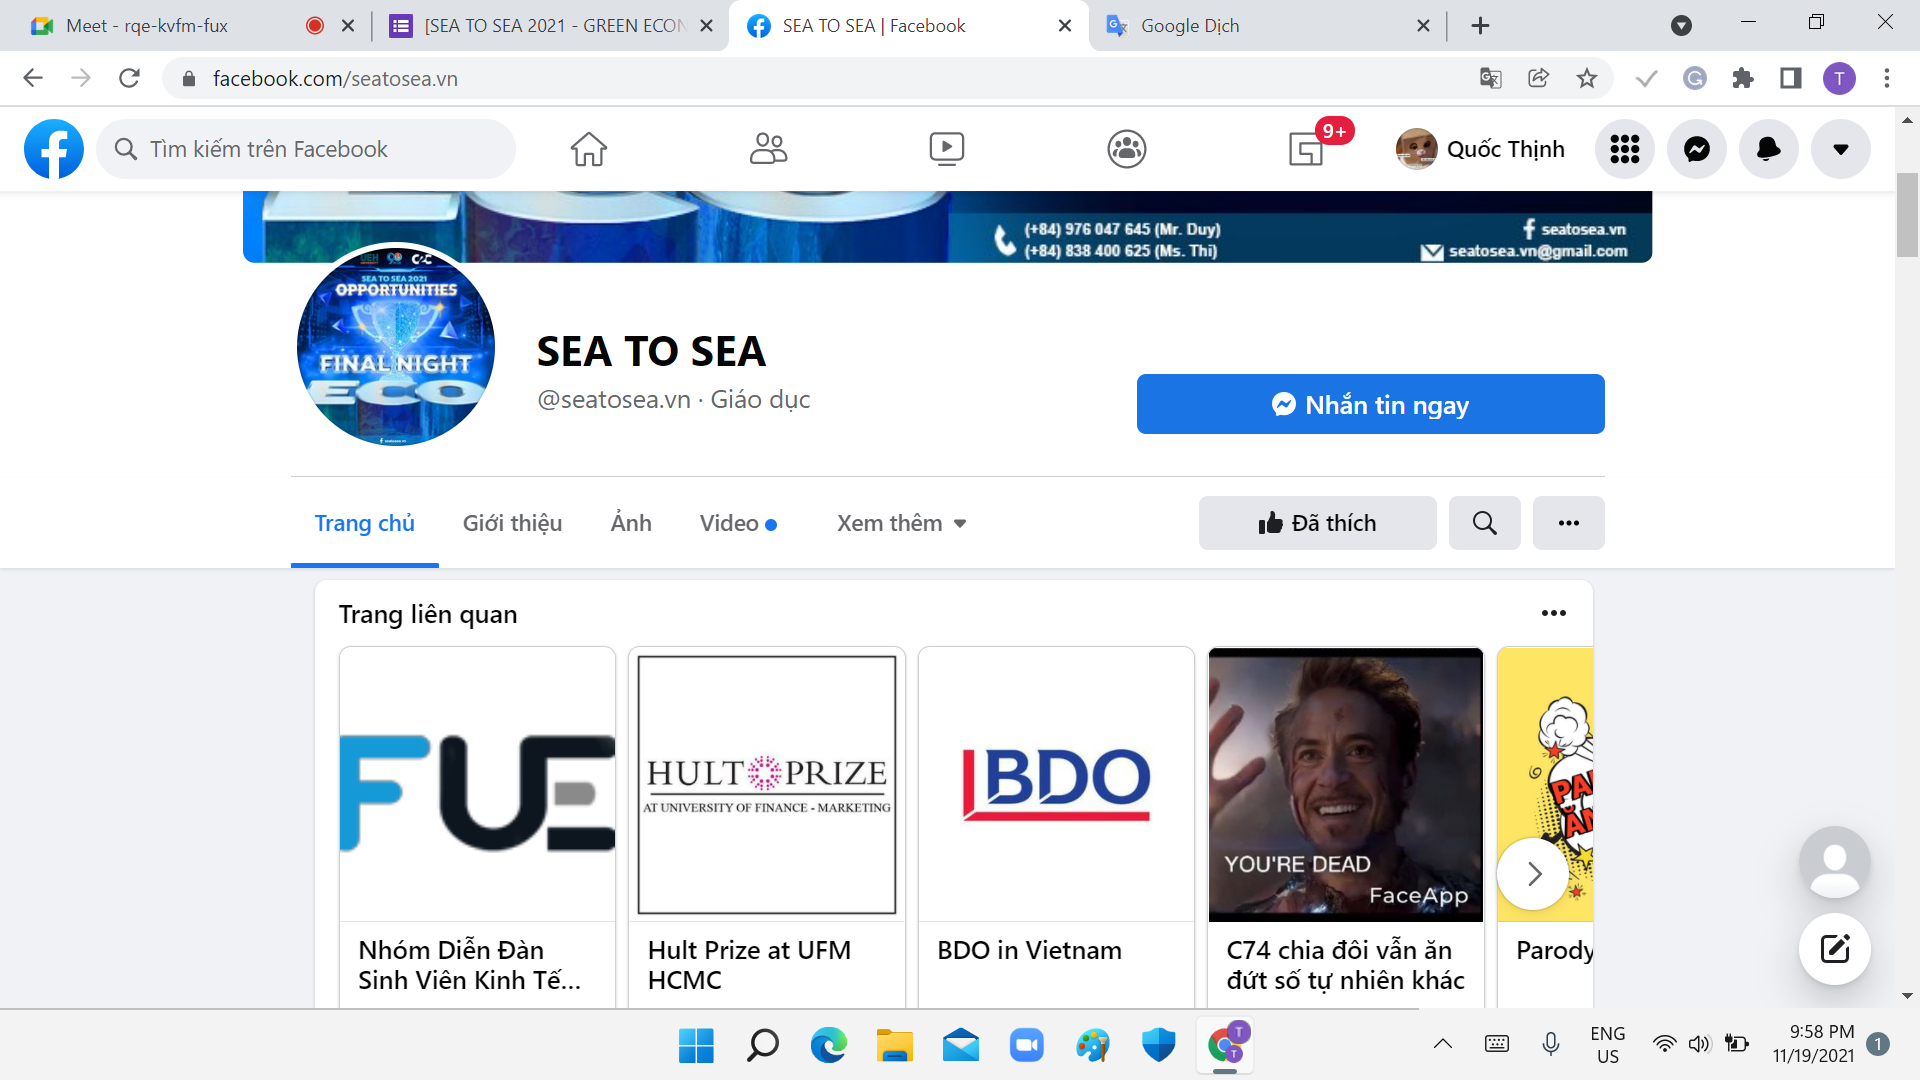 Meet - rqe-kvfm-fux
[SEA TO SEA 2021 - GREEN ECON
SEA TO SEA | Facebook
Google Dịch
facebook.com/seatosea.vn
T
Tìm kiếm trên Facebook
9+
Quốc Thịnh
(+84) 976 047 645 (Mr. Duy)
(+84) 838 400 625 (Ms. Thi)
seatosea.vn
seatosea.vn@gmail.com
UEH
SEA TO SEA 2021
OPPORTUNITIES
FINAL NIGHT
ECO
SEA TO SEA
@seatosea.vn · Giáo dục
Nhắn tin ngay
Trang chủ
Giới thiệu
Ảnh
Video
Xem thêm
Đã thích
Trang liên quan
FUE
HULT PRIZE
AT UNIVERSITY OF FINANCE - MARKETING
BDO
YOU'RE DEAD
FaceApp
Nhóm Diễn Đàn
Sinh Viên Kinh Tế...
Hult Prize at UFM
HCMC
BDO in Vietnam
C74 chia đôi vẫn ăn
đứt số tự nhiên khác
Parody
T
T
ENG
US
9:58 PM
11/19/2021
1